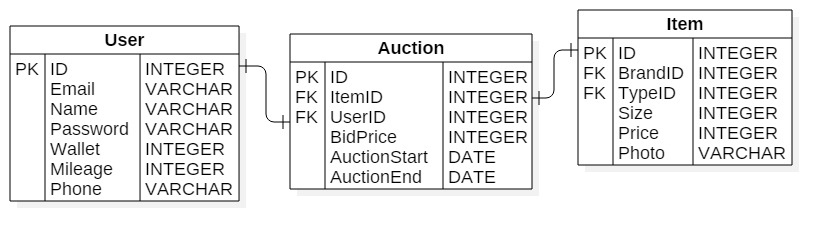 User
PK ID INTEGER
Email VARCHAR
Name VARCHAR
Password VARCHAR
Wallet INTEGER
Mileage INTEGER
Phone VARCHAR
Auction
PK ID INTEGER
FK ItemID INTEGER
FK UserID INTEGER
BidPrice INTEGER
AuctionStart DATE
AuctionEnd DATE
Item
PK ID INTEGER
FK BrandID INTEGER
FK TypeID INTEGER
Size INTEGER
Price INTEGER
Photo VARCHAR